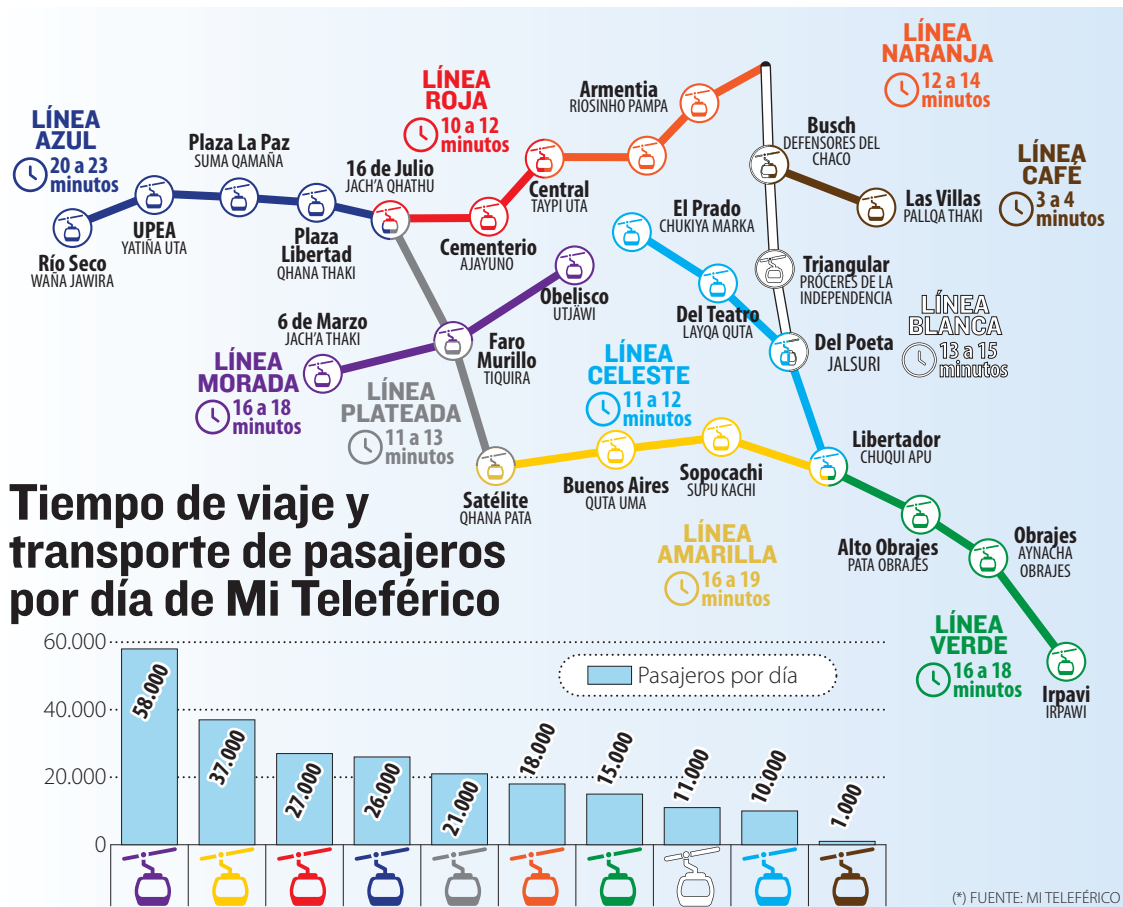 LÍNEA
AZUL
20 a 23
minutos
Río Seco
WAÑA JAWIRA
UPEA
YATIÑA UTA
Plaza La Paz
SUMA QAMAÑA
Plaza
Libertad
QHANA THAKI
16 de Julio
JACH'A QHATHU
LÍNEA
ROJA
10 a 12
minutos
Cementerio
AJAYUNO
Central
TAYPI UTA
Armentia
RIOSINHO PAMPA
LÍNEA
NARANJA
12 a 14
minutos
Busch
DEFENSORES DEL
CHACO
LÍNEA
CAFÉ
3 a 4
minutos
Las Villas
PALLQA THAKI
El Prado
CHUKIYA MARKA
Triangular
PRÓCERES DE LA
INDEPENDENCIA
Del Teatro
LAYQA QUTA
LÍNEA
BLANCA
13 a 15
minutos
Del Poeta
JALSURI
Obelisco
UTJÄWI
6 de Marzo
JACH'A THAKI
Faro
Murillo
TIQUIRA
LÍNEA
MORADA
16 a 18
minutos
LÍNEA
PLATEADA
11 a 13
minutos
LÍNEA
CELESTE
11 a 12
minutos
Satélite
QHANA PATA
Buenos Aires
QUTA UMA
Sopocachi
SUPU KACHI
Libertador
CHUQUI APU
LÍNEA
AMARILLA
16 a 19
minutos
Alto Obrajes
PATA OBRAJES
Obrajes
AYNACHA
OBRAJES
LÍNEA
VERDE
16 a 18
minutos
Irpavi
IRPAWI
Tiempo de viaje y
transporte de pasajeros
por día de Mi Teleférico
60.000
40.000
20.000
0
Pasajeros por día
58.000
37.000
27.000
26.000
21.000
18.000
15.000
11.000
10.000
1.000
(*) FUENTE: MI TELEFÉRICO